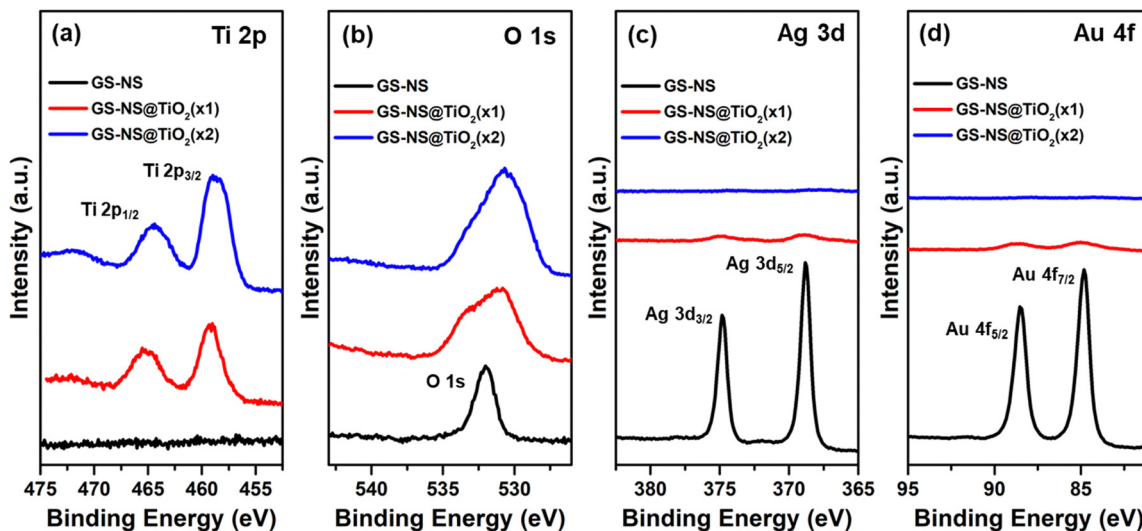 (a) Ti 2p
GS-NS
GS-NS@TiO₂(x1)
GS-NS@TiO₂(x2)
Ti 2p₃/₂
Ti 2p₁/₂
Intensity (a.u.)
475 470 465 460 455
Binding Energy (eV)
(b) O 1s
GS-NS
GS-NS@TiO₂(x1)
GS-NS@TiO₂(x2)
O 1s
Intensity (a.u.)
540 535 530
Binding Energy (eV)
(c) Ag 3d
GS-NS
GS-NS@TiO₂(x1)
GS-NS@TiO₂(x2)
Ag 3d₅/₂
Ag 3d₃/₂
Intensity (a.u.)
380 375 370 365
Binding Energy (eV)
(d) Au 4f
GS-NS
GS-NS@TiO₂(x1)
GS-NS@TiO₂(x2)
Au 4f₇/₂
Au 4f₅/₂
Intensity (a.u.)
95 90 85
Binding Energy (eV)